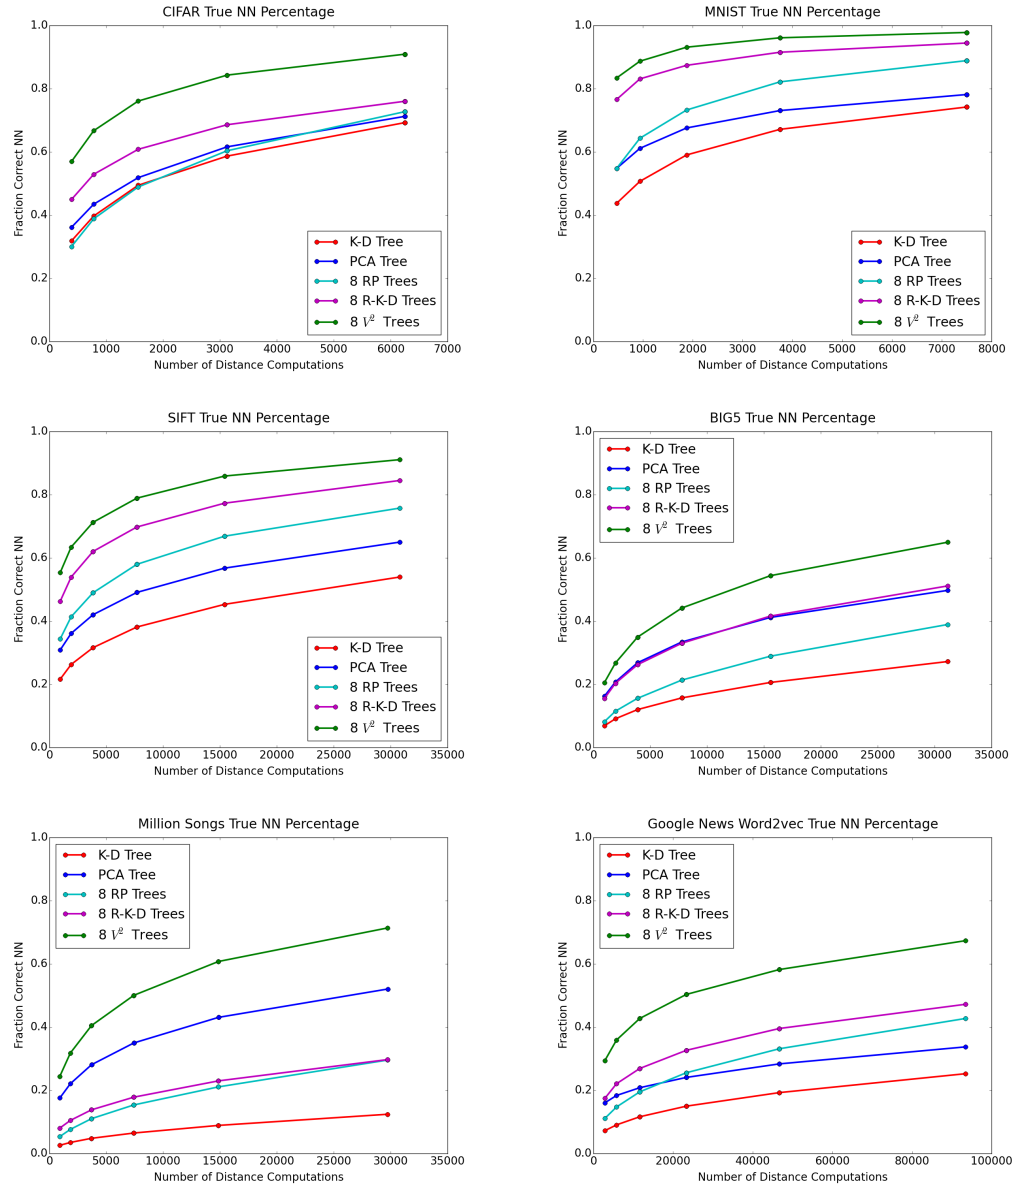 CIFAR True NN Percentage
1.0
0.8
0.6
0.4
0.2
0.0
Fraction Correct NN
K-D Tree
PCA Tree
8 RP Trees
8 R-K-D Trees
8 V² Trees
0 1000 2000 3000 4000 5000 6000 7000
Number of Distance Computations
MNIST True NN Percentage
1.0
0.8
0.6
0.4
0.2
0.0
Fraction Correct NN
K-D Tree
PCA Tree
8 RP Trees
8 R-K-D Trees
8 V² Trees
0 1000 2000 3000 4000 5000 6000 7000 8000
Number of Distance Computations
SIFT True NN Percentage
1.0
0.8
0.6
0.4
0.2
0.0
Fraction Correct NN
K-D Tree
PCA Tree
8 RP Trees
8 R-K-D Trees
8 V² Trees
0 5000 10000 15000 20000 25000 30000 35000
Number of Distance Computations
BIG5 True NN Percentage
1.0
0.8
0.6
0.4
0.2
0.0
Fraction Correct NN
K-D Tree
PCA Tree
8 RP Trees
8 R-K-D Trees
8 V² Trees
0 5000 10000 15000 20000 25000 30000 35000
Number of Distance Computations
Million Songs True NN Percentage
1.0
0.8
0.6
0.4
0.2
0.0
Fraction Correct NN
K-D Tree
PCA Tree
8 RP Trees
8 R-K-D Trees
8 V² Trees
0 5000 10000 15000 20000 25000 30000 35000
Number of Distance Computations
Google News Word2vec True NN Percentage
1.0
0.8
0.6
0.4
0.2
0.0
Fraction Correct NN
K-D Tree
PCA Tree
8 RP Trees
8 R-K-D Trees
8 V² Trees
0 20000 40000 60000 80000 100000
Number of Distance Computations